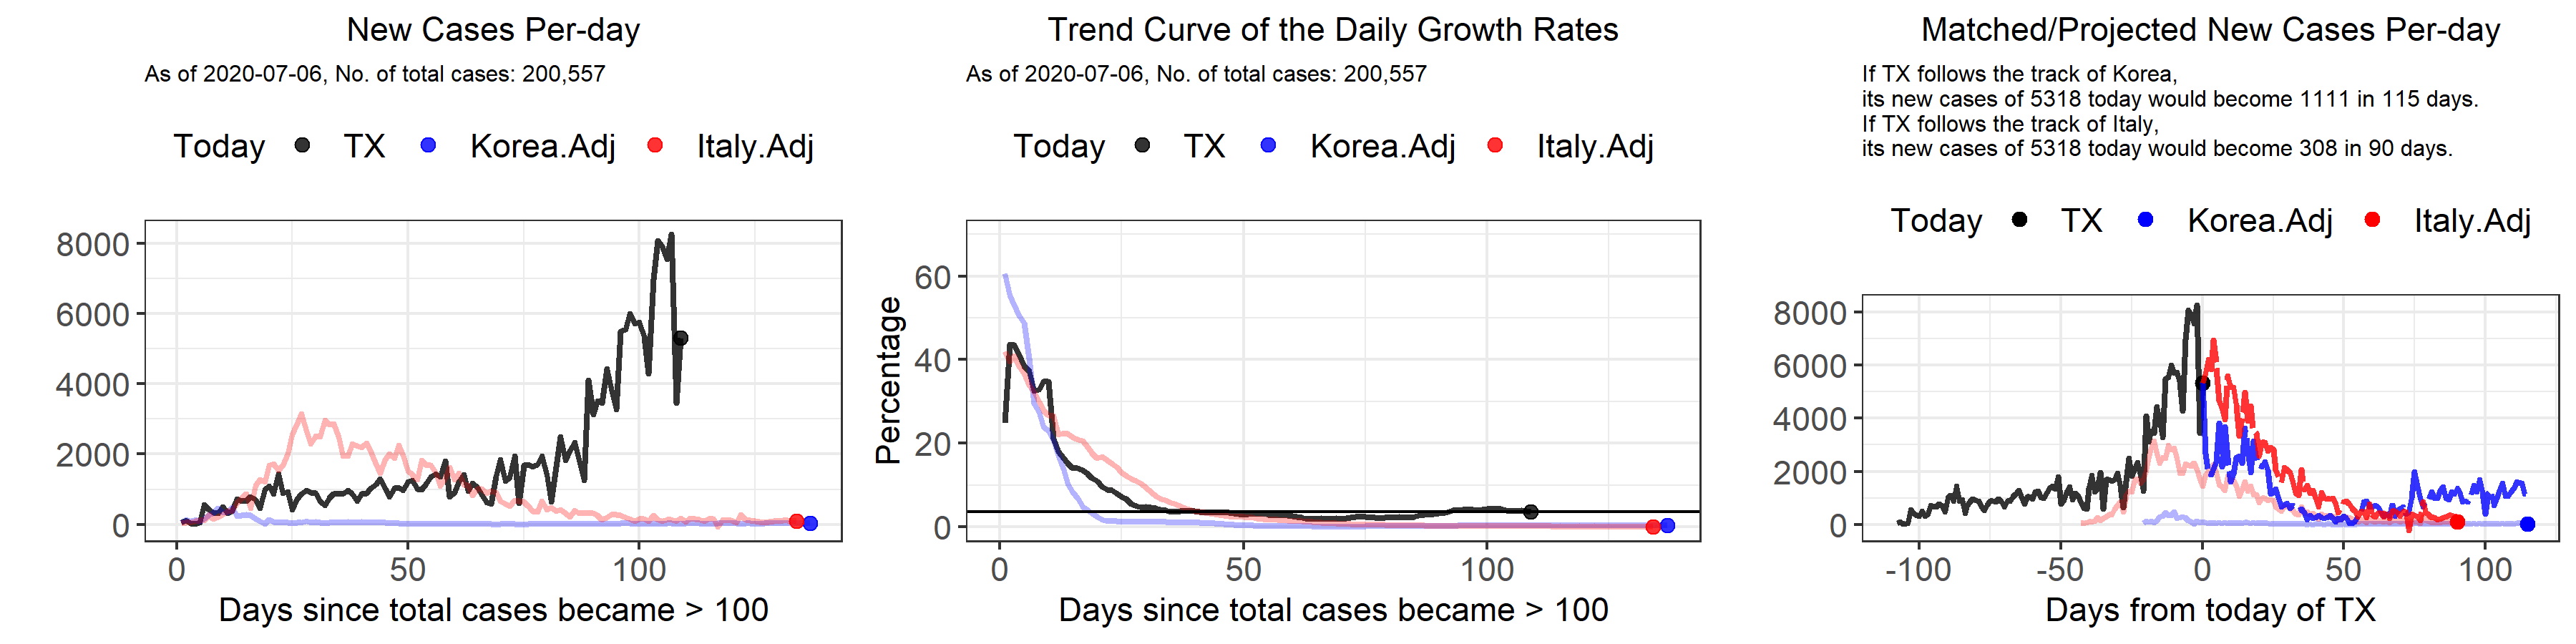 New Cases Per-day
As of 2020-07-06, No. of total cases: 200,557
Today TX Korea.Adj Italy.Adj
8000
6000
4000
2000
0
0 50 100
Days since total cases became > 100
Trend Curve of the Daily Growth Rates
As of 2020-07-06, No. of total cases: 200,557
Today TX Korea.Adj Italy.Adj
Percentage
60
40
20
0
0 50 100
Days since total cases became > 100
Matched/Projected New Cases Per-day
If TX follows the track of Korea,
its new cases of 5318 today would become 1111 in 115 days.
If TX follows the track of Italy,
its new cases of 5318 today would become 308 in 90 days.
Today TX Korea.Adj Italy.Adj
8000
6000
4000
2000
0
-100 -50 0 50 100
Days from today of TX